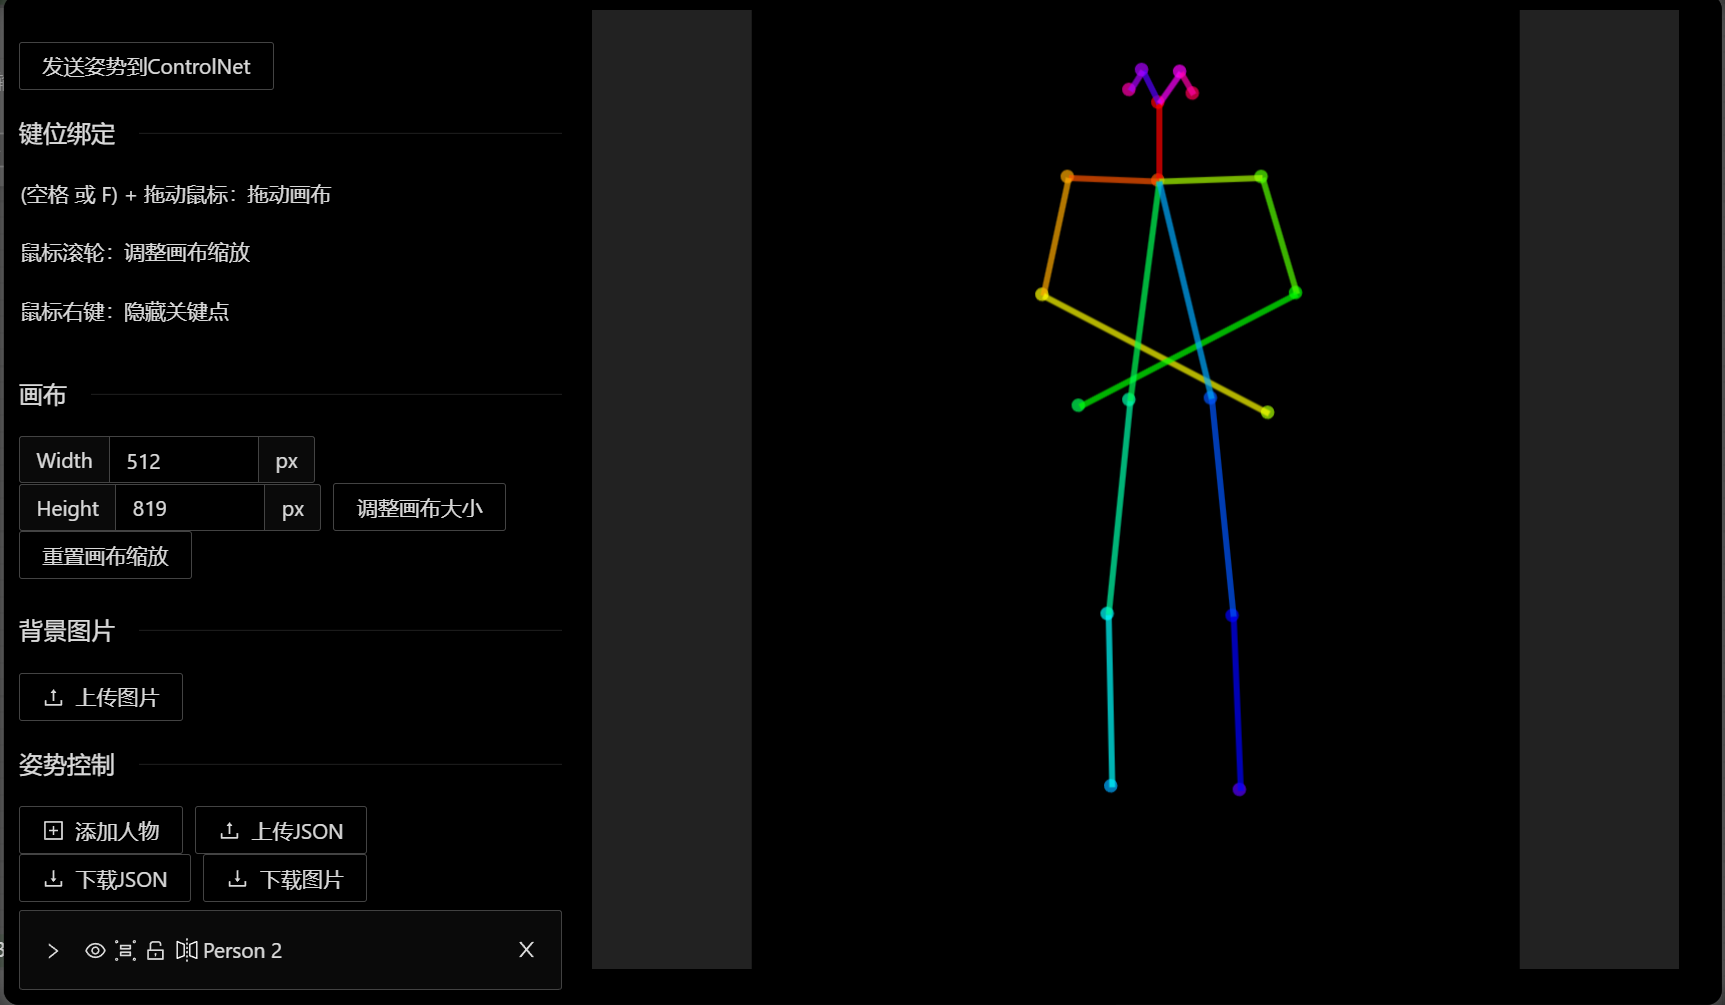 发送姿势到ControlNet
键位绑定
(空格 或 F) + 拖动鼠标：拖动画布
鼠标滚轮：调整画布缩放
鼠标右键：隐藏关键点
画布
Width 512 px
Height 819 px 调整画布大小
重置画布缩放
背景图片
上传图片
姿势控制
添加人物 上传JSON
下载JSON 下载图片
Person 2 X